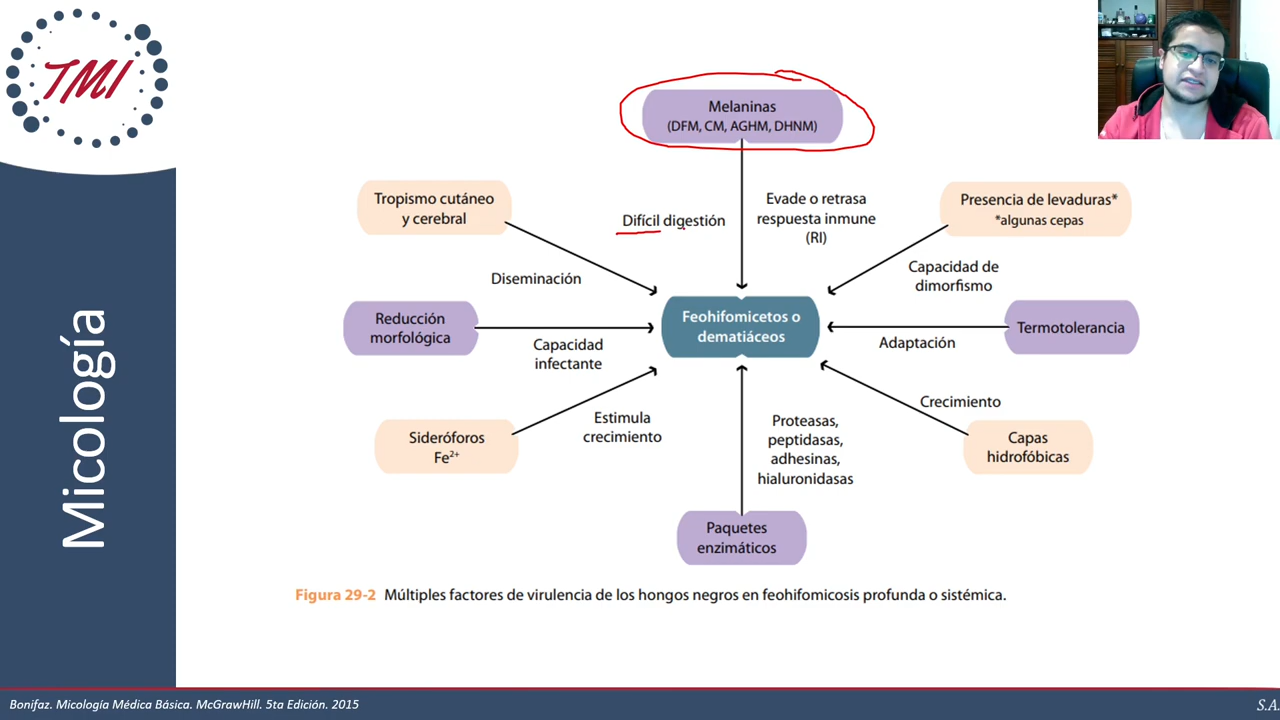 TMI
Micología
Melaninas
(DFM, CM, AGHM, DHNM)
Tropismo cutáneo
y cerebral
Difícil digestión
Evade o retrasa
respuesta inmune
(RI)
Presencia de levaduras*
*algunas cepas
Diseminación
Capacidad de
dimorfismo
Reducción
morfológica
Feohifomicetos o
dematiáceos
Termotolerancia
Capacidad
infectante
Adaptación
Estimula
crecimiento
Proteasas,
peptidasas,
adhesinas,
hialuronidasas
Crecimiento
Sideróforos
Fe2+
Capas
hidrofóbicas
Paquetes
enzimáticos
Figura 29-2 Múltiples factores de virulencia de los hongos negros en feohifomicosis profunda o sistémica.
Bonifaz. Micología Médica Básica. McGrawHill. 5ta Edición. 2015
S.A.